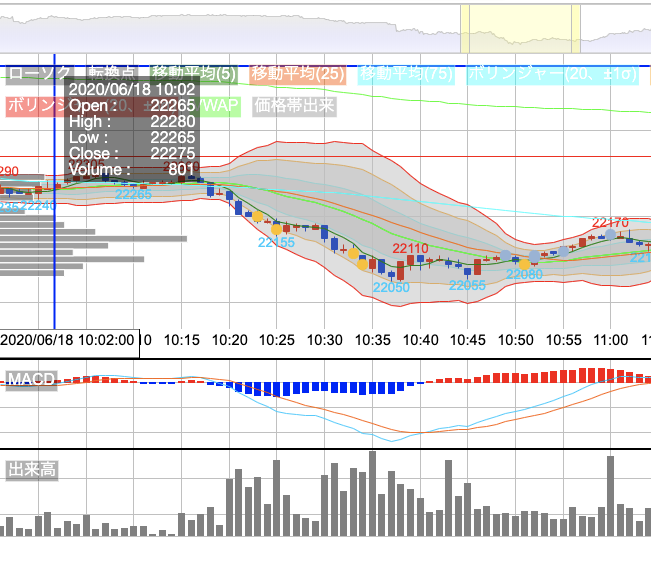 ローソク 転換点 移動平均(5) 移動平均(25) 移動平均(75) ボリンジャー(20、±1σ)
ボリンジ 20、± VWAP 価格帯出来
2020/06/18 10:02
Open : 22265
High : 22280
Low : 22265
Close : 22275
Volume : 801
290
22240
22265
22155
22050
22110
22055
22080
22170
221
2020/06/18 10:02:00 10 10:15 10:20 10:25 10:30 10:35 10:40 10:45 10:50 10:55 11:00 11
MACD
出来高